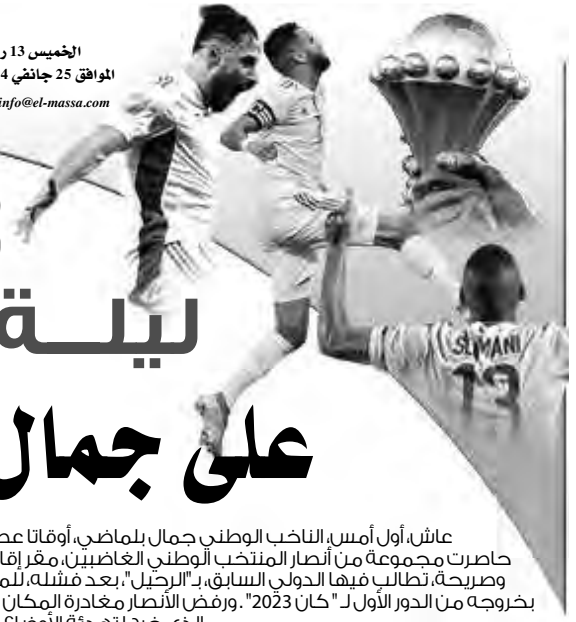 الخميس 13 ر
الموافق 25 جانفي 4
info@el-massa.com
ليلــة
SLIMANI
13
على جمال
عاش، أول أمس، الناخب الوطني جمال بلماضي، أوقاتا عص
حاصرت مجموعة من أنصار المنتخب الوطني الغاضبين، مقر إقا
وصريحة، تطالب فيها الدولي السابق، بـ"الرحيل"، بعد فشله، للم
بخروجه من الدور الأول لـ " كان 2023". ورفض الأنصار مغادرة المكان